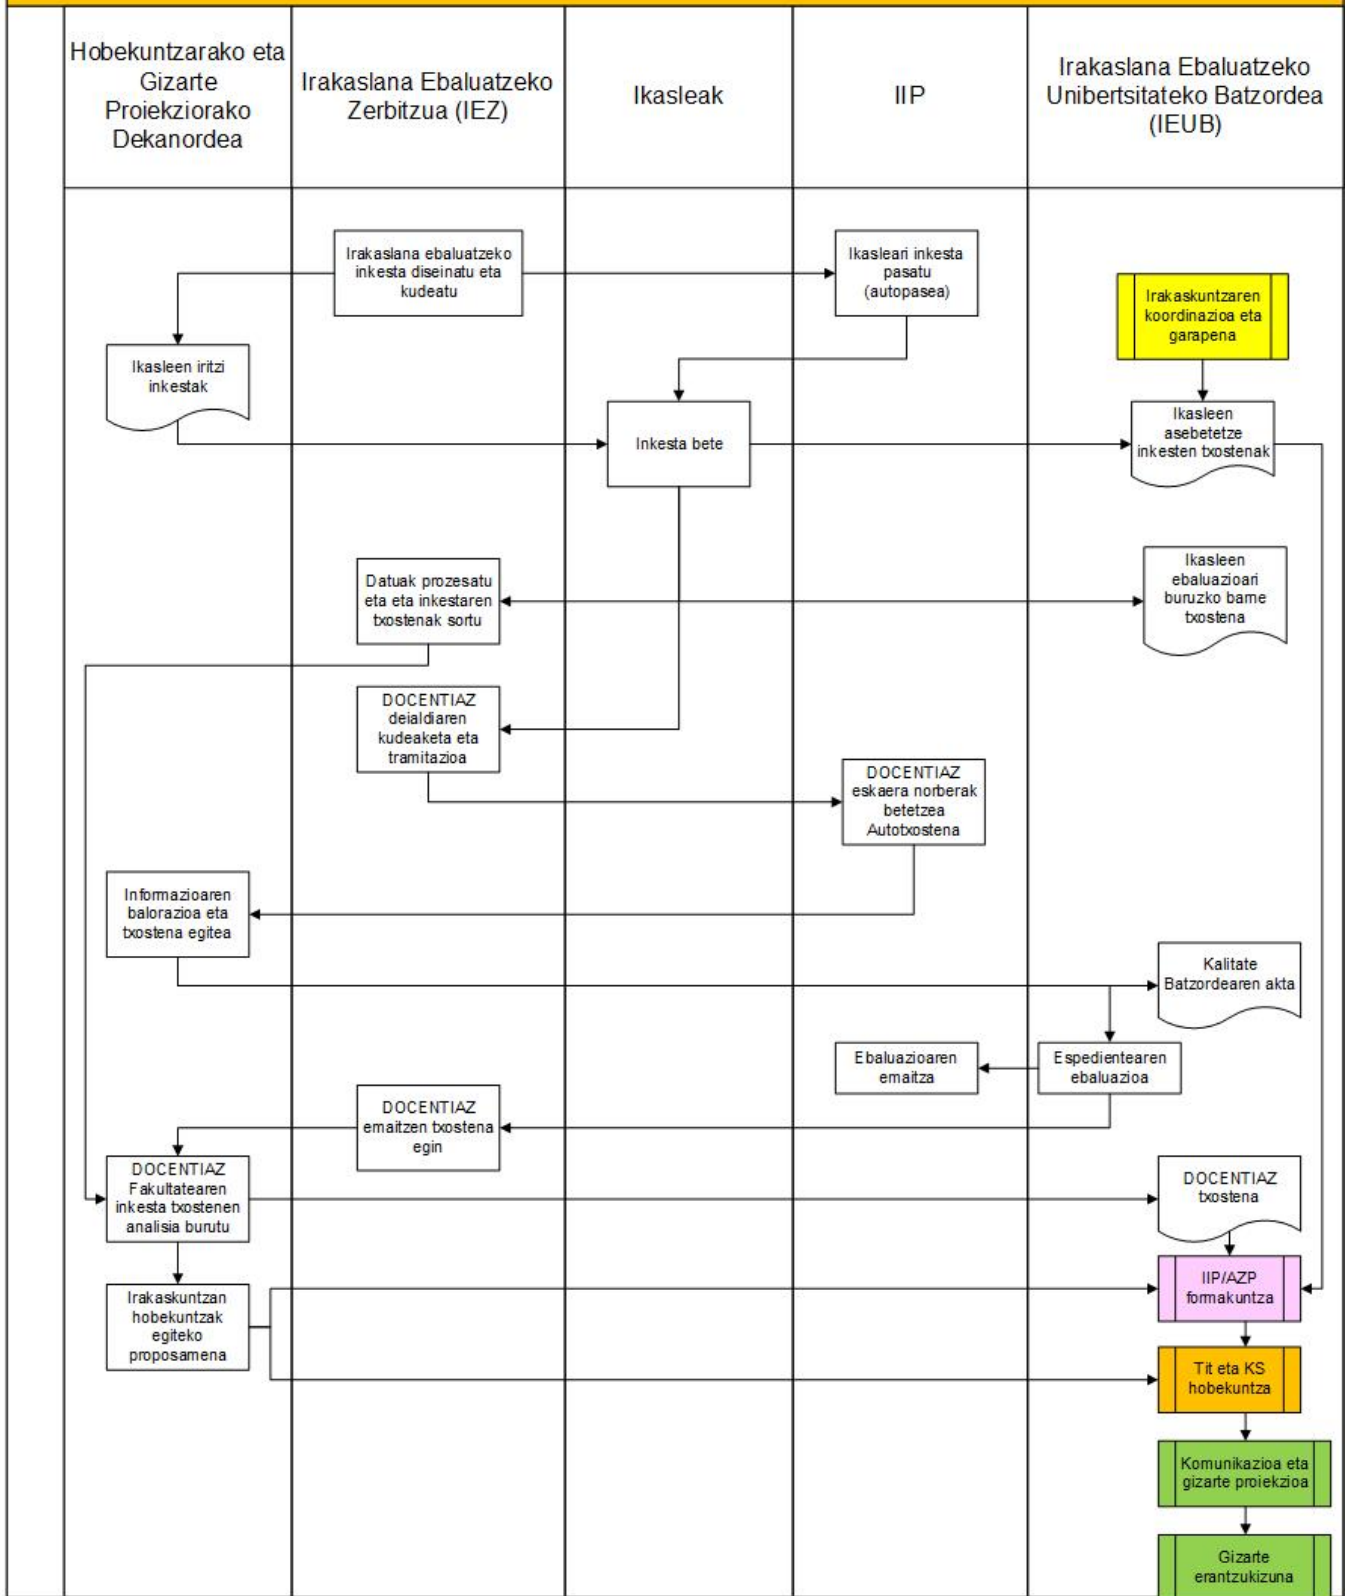 Hobekuntzarako eta
Gizarte
Proiekziorako
Dekanordea
Irakaslana Ebaluatzeko
Zerbitzua (IEZ)
Ikasleak
IIP
Irakaslana Ebaluatzeko
Unibertsitateko Batzordea
(IEUB)
Irakaslana ebaluatzeko
inkesta diseinatu eta
kudeatu
Ikasleari inkesta
pasatu
(autopasea)
Irakaskuntzaren
koordinazioa eta
garapena
Ikasleen iritzi
inkestak
Inkesta bete
Ikasleen
asebetetze
inkesten txostenak
Datuak prozesatu
eta eta inkestaren
txostenak sortu
Ikasleen
ebaluazioari
buruzko barne
txostena
DOCENTIAZ
deialdiaren
kudeaketa eta
tramitazioa
DOCENTIAZ
eskaera norberak
betetzea
Autotxostena
Informazioaren
balorazioa eta
txostena egitea
Kalitate
Batzordearen akta
Ebaluazioaren
emaitza
Espedientearen
ebaluazioa
DOCENTIAZ
emaitzen txostena
egin
DOCENTIAZ
Fakultatearen
inkesta txostenen
analisia burutu
DOCENTIAZ
txostena
IIP/AZP
formakuntza
Irakaskuntzan
hobekuntzak
egiteko
proposamena
Tit eta KS
hobekuntza
Komunikazioa eta
gizarte proiekzioa
Gizarte
erantzukizuna